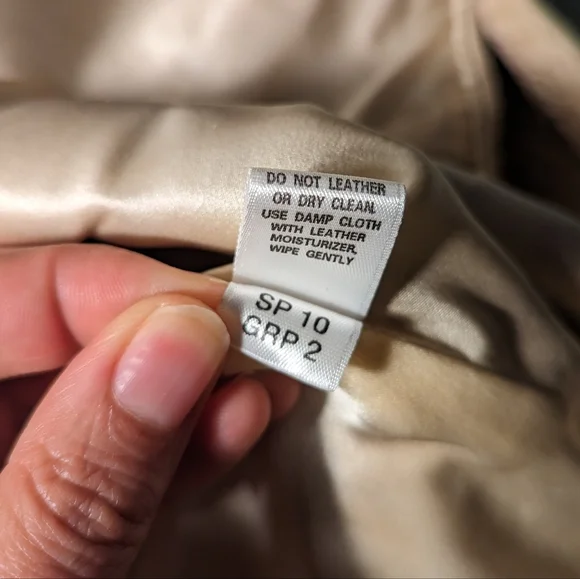 DO NOT LEATHER
OR DRY CLEAN.
USE DAMP CLOTH
WITH LEATHER
MOISTURIZER,
WIPE GENTLY
SP 10
GRP 2